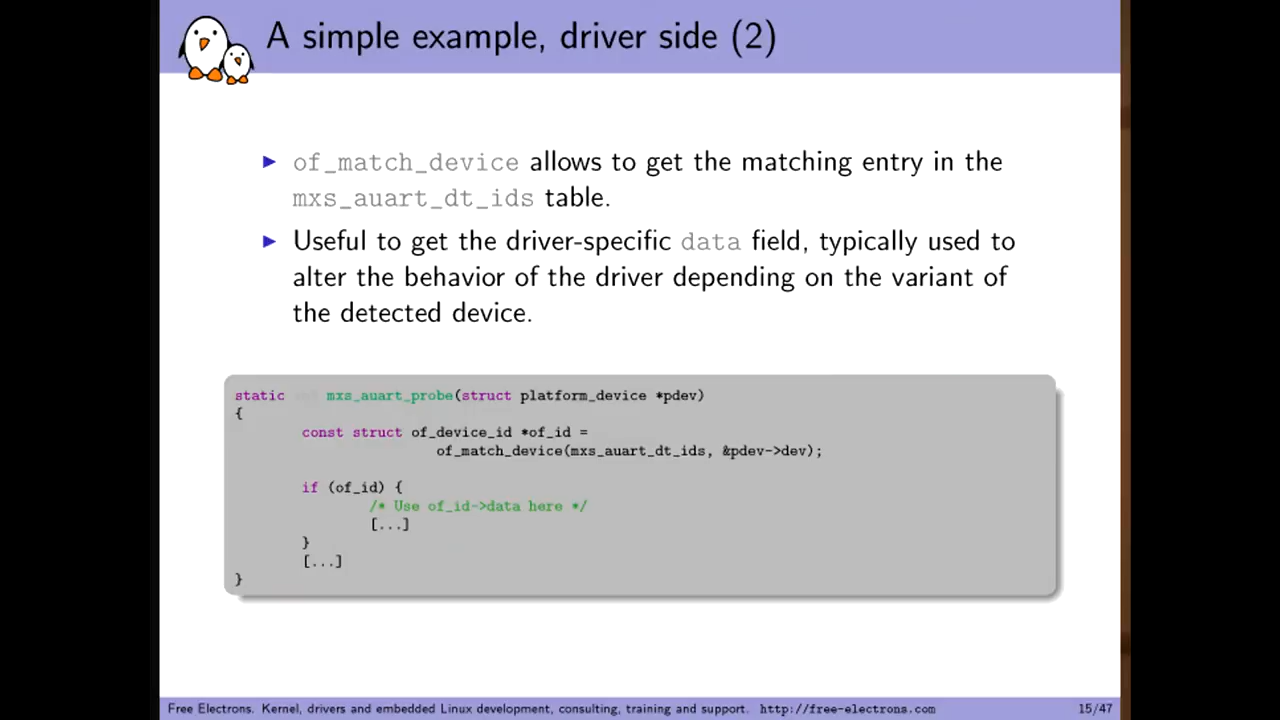 A simple example, driver side (2)
▶ of_match_device allows to get the matching entry in the
mxs_auart_dt_ids table.
▶ Useful to get the driver-specific data field, typically used to
alter the behavior of the driver depending on the variant of
the detected device.
static mxs_auart_probe(struct platform_device *pdev)
{
const struct of_device_id *of_id =
of_match_device(mxs_auart_dt_ids, &pdev->dev);
if (of_id) {
/* Use of_id->data here */
[...]
}
[...]
}
Free Electrons. Kernel, drivers and embedded Linux development, consulting, training and support. http://free-electrons.com 15/47